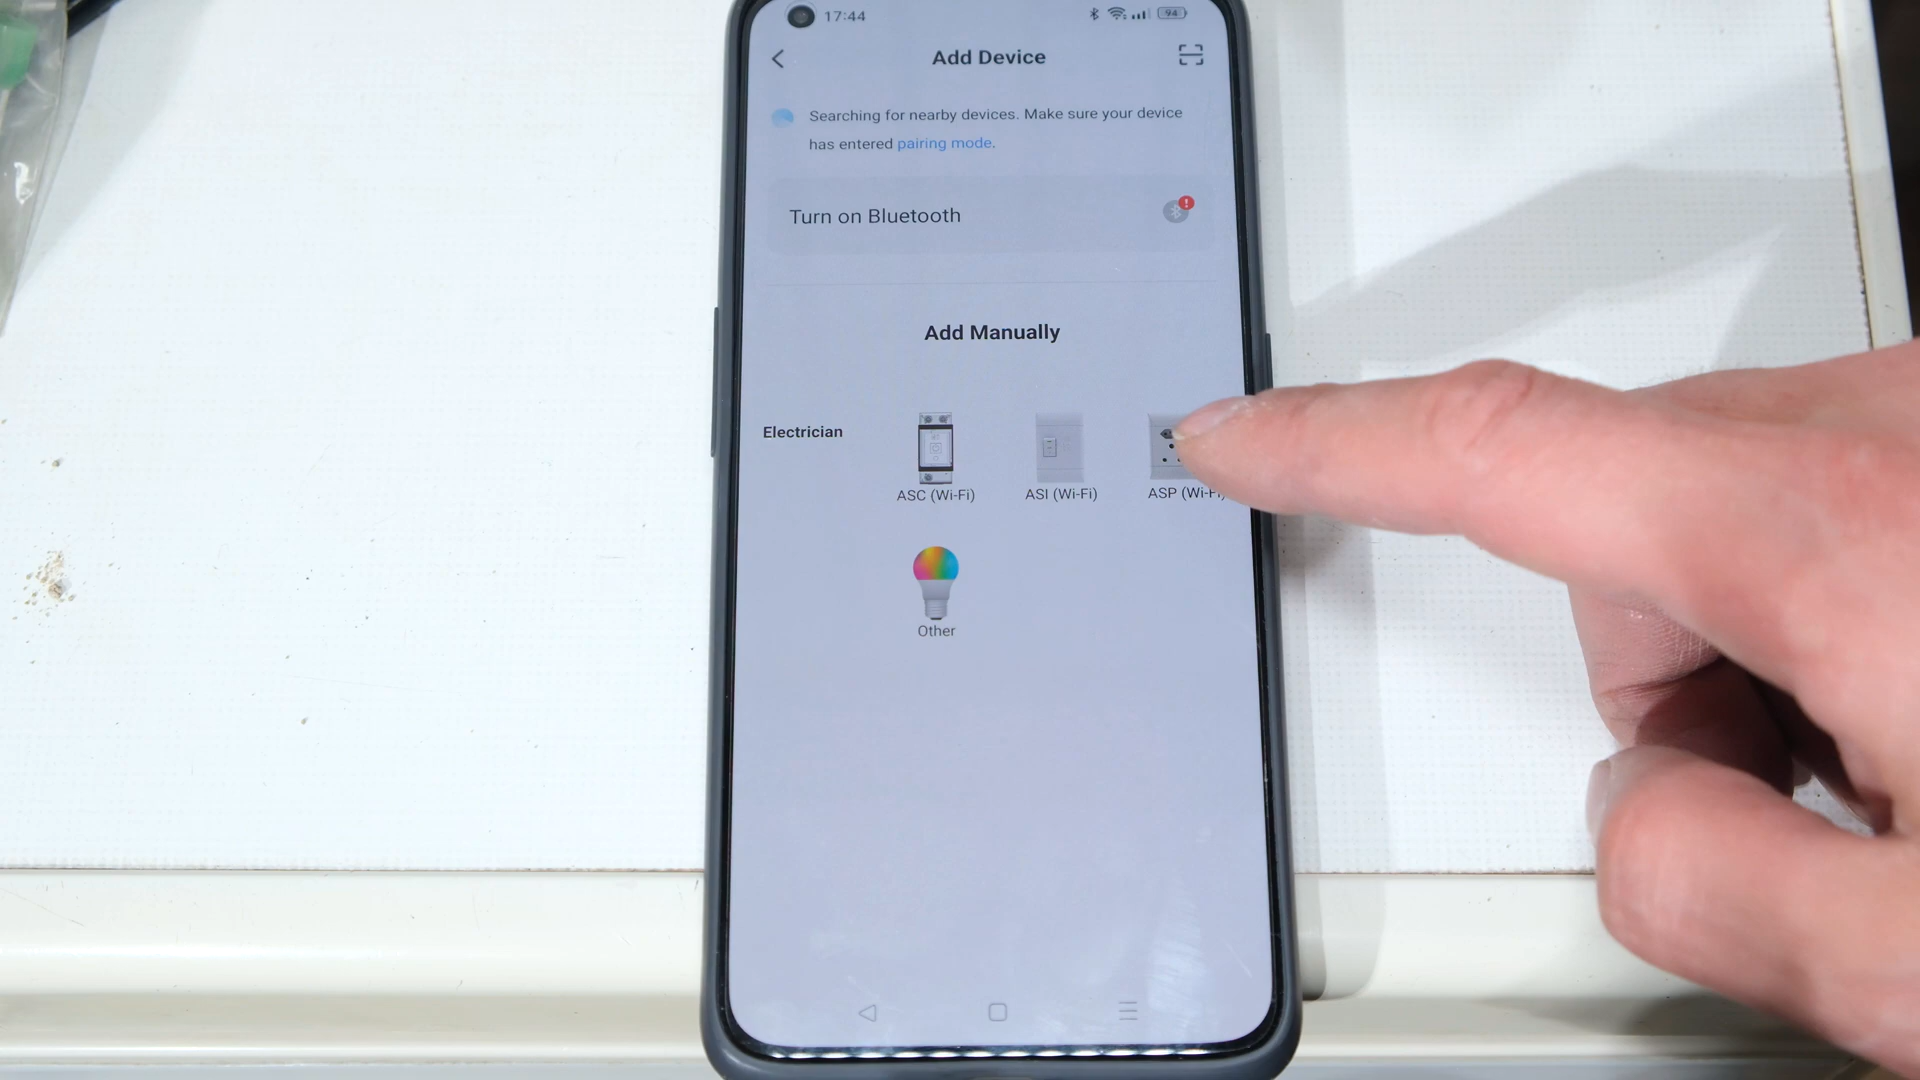 17:44
94
Add Device
Searching for nearby devices. Make sure your device
has entered pairing mode.
Turn on Bluetooth
Add Manually
Electrician
ASC (Wi-Fi)
ASI (Wi-Fi)
ASP (Wi-Fi)
Other